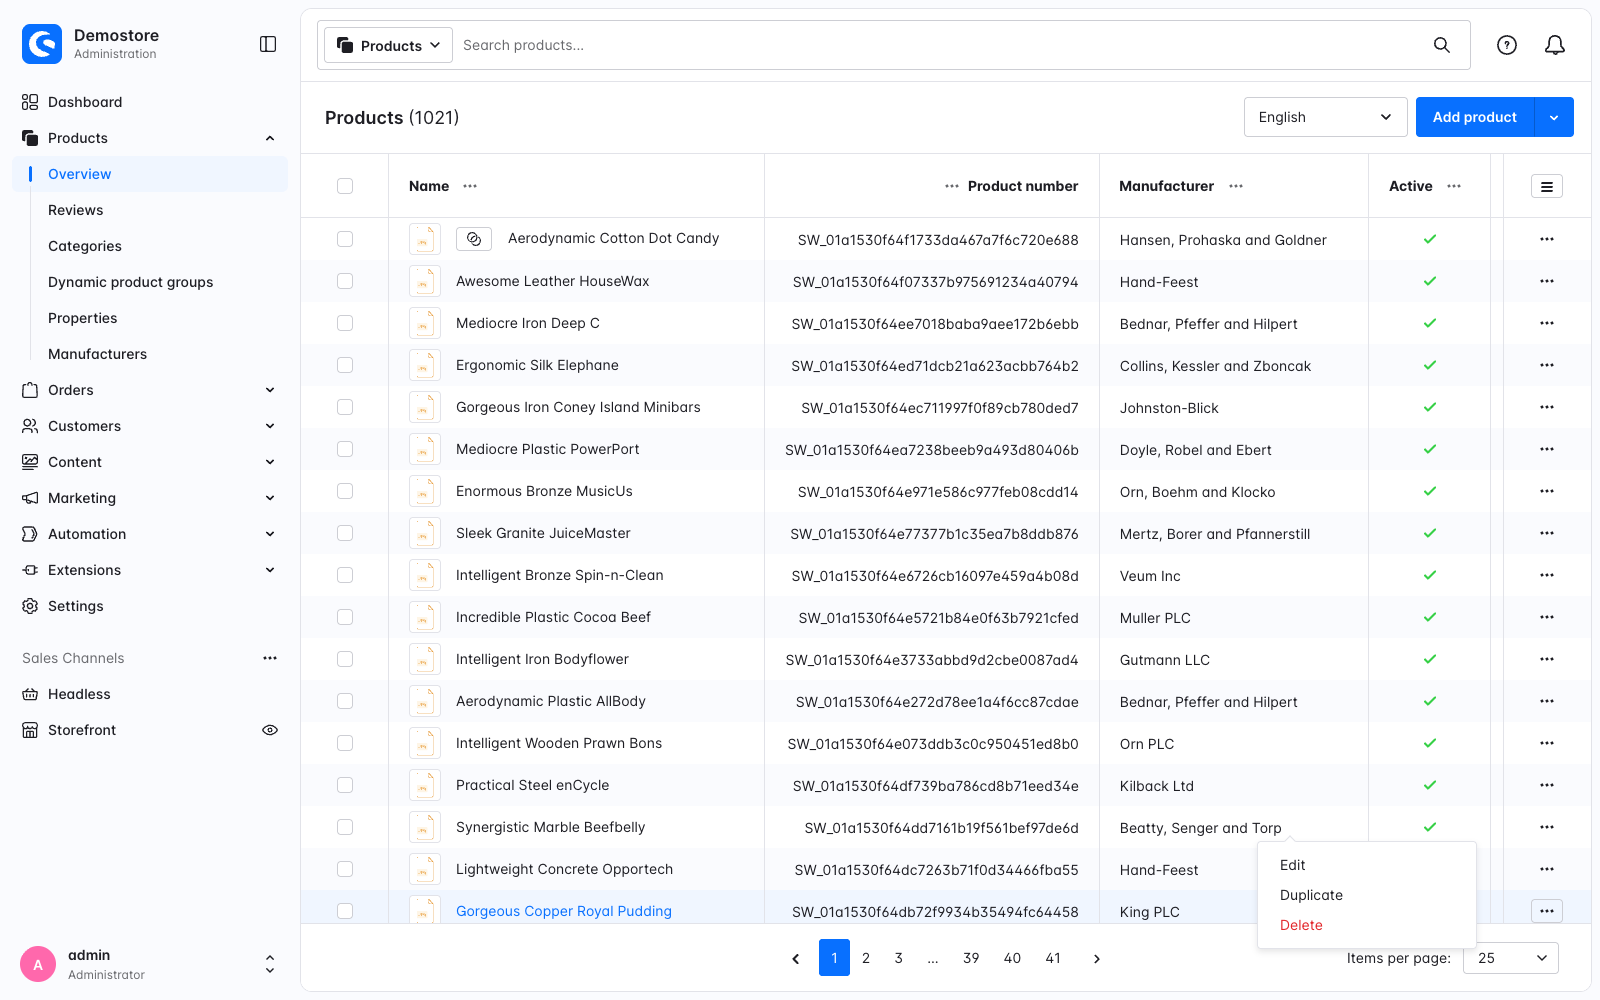 Demostore
Administration
Products
Search products...
Dashboard
Products
Overview
Reviews
Categories
Dynamic product groups
Properties
Manufacturers
Orders
Customers
Content
Marketing
Automation
Extensions
Settings
Sales Channels
Headless
Storefront
A
admin
Administrator
Products (1021)
English
Add product
Name
Product number
Manufacturer
Active
Aerodynamic Cotton Dot Candy SW_01a1530f64f1733da467a7f6c720e688 Hansen, Prohaska and Goldner
Awesome Leather HouseWax SW_01a1530f64f07337b975691234a40794 Hand-Feest
Mediocre Iron Deep C SW_01a1530f64ee7018baba9aee172b6ebb Bednar, Pfeffer and Hilpert
Ergonomic Silk Elephane SW_01a1530f64ed71dcb21a623acbb764b2 Collins, Kessler and Zboncak
Gorgeous Iron Coney Island Minibars SW_01a1530f64ec711997f0f89cb780ded7 Johnston-Blick
Mediocre Plastic PowerPort SW_01a1530f64ea7238beeb9a493d80406b Doyle, Robel and Ebert
Enormous Bronze MusicUs SW_01a1530f64e971e586c977feb08cdd14 Orn, Boehm and Klocko
Sleek Granite JuiceMaster SW_01a1530f64e77377b1c35ea7b8ddb876 Mertz, Borer and Pfannerstill
Intelligent Bronze Spin-n-Clean SW_01a1530f64e6726cb16097e459a4b08d Veum Inc
Incredible Plastic Cocoa Beef SW_01a1530f64e5721b84e0f63b7921cfed Muller PLC
Intelligent Iron Bodyflower SW_01a1530f64e3733abbd9d2cbe0087ad4 Gutmann LLC
Aerodynamic Plastic AllBody SW_01a1530f64e272d78ee1a4f6cc87cdae Bednar, Pfeffer and Hilpert
Intelligent Wooden Prawn Bons SW_01a1530f64e073ddb3c0c950451ed8b0 Orn PLC
Practical Steel enCycle SW_01a1530f64df739ba786cd8b71eed34e Kilback Ltd
Synergistic Marble Beefbelly SW_01a1530f64dd7161b19f561bef97de6d Beatty, Senger and Torp
Lightweight Concrete Opportech SW_01a1530f64dc7263b71f0d34466fba55 Hand-Feest
Gorgeous Copper Royal Pudding SW_01a1530f64db72f9934b35494fc64458 King PLC
Edit
Duplicate
Delete
1 2 3 ... 39 40 41
Items per page: 25